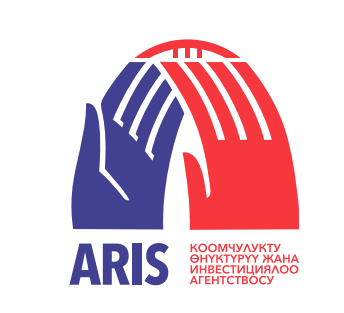 ARIS
КООМЧУЛУКТУ
ӨНҮКТҮРҮҮ ЖАНА
ИНВЕСТИЦИЯЛОО
АГЕНТСТВОСУ